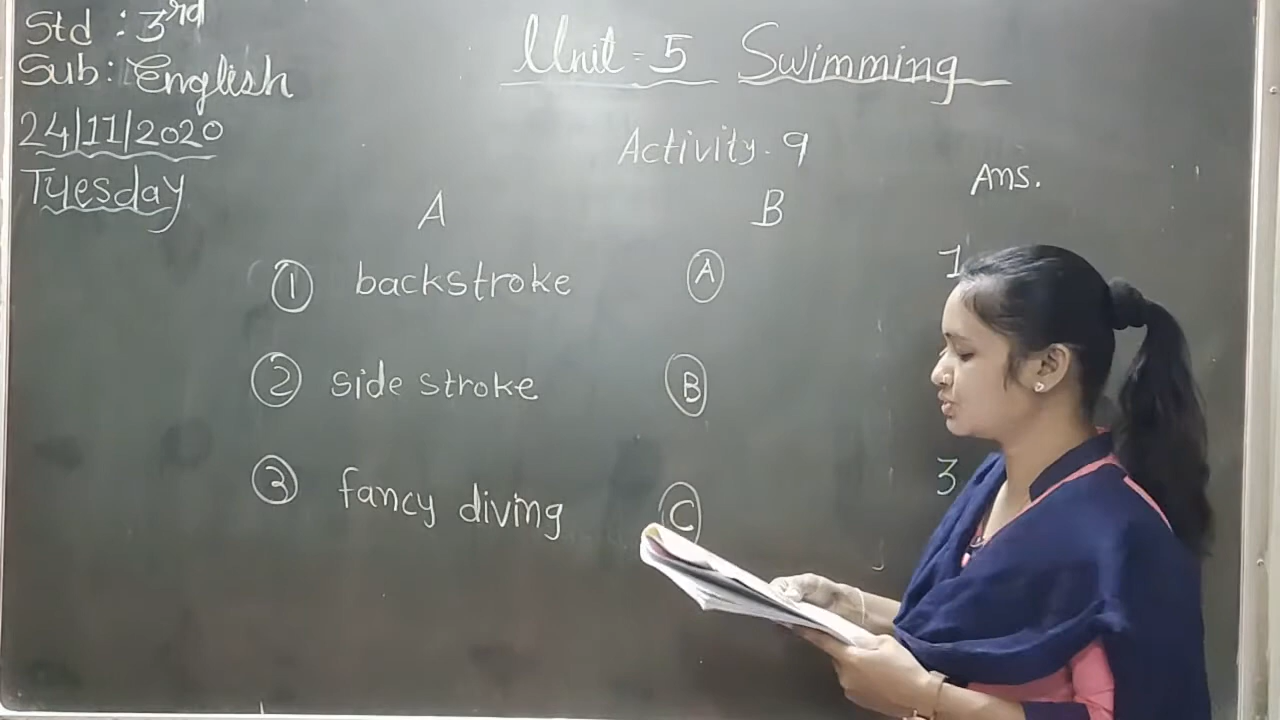 Std : 3rd
Sub: English
24/11/2020
Tuesday
Unit - 5 Swimming
Activity - 9
A B Ans.
1 backstroke A 1
2 side stroke B
3 fancy diving C 3